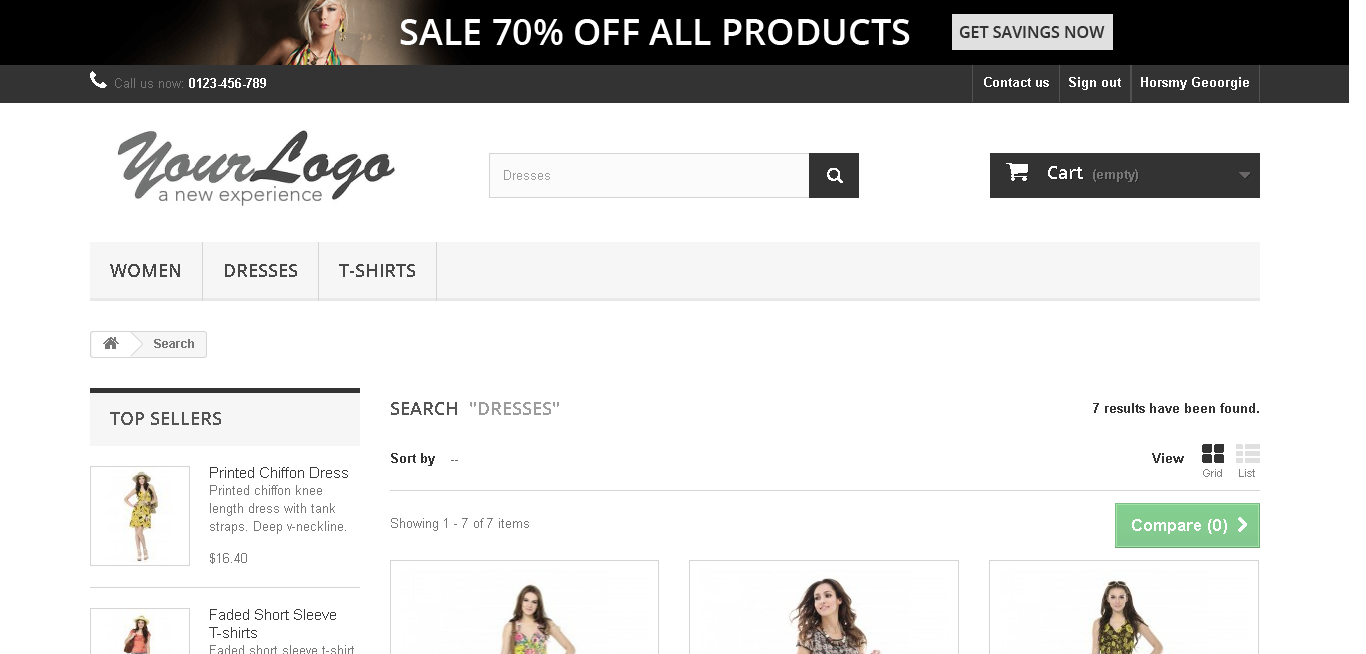 SALE 70% OFF ALL PRODUCTS
GET SAVINGS NOW
Call us now: 0123-456-789
Contact us
Sign out
Horsmy Geoorgie
YourLogo
a new experience
Dresses
Cart (empty)
WOMEN
DRESSES
T-SHIRTS
Search
TOP SELLERS
Printed Chiffon Dress
Printed chiffon knee
length dress with tank
straps. Deep v-neckline.
$16.40
Faded Short Sleeve
T-shirts
Faded short sleeve t-shirt
SEARCH "DRESSES"
7 results have been found.
Sort by --
View
Grid
List
Showing 1 - 7 of 7 items
Compare (0)